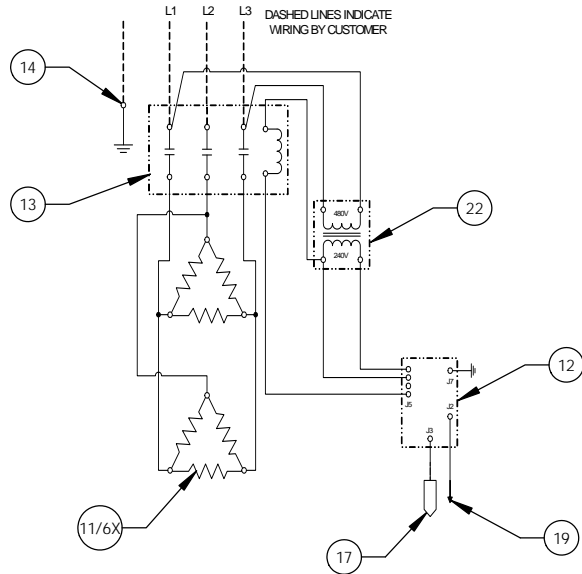 L1 L2 L3 DASHED LINES INDICATE
WIRING BY CUSTOMER
14
13
480V
240V
22
J7
J5
J2
J3
12
11/6X
17
19